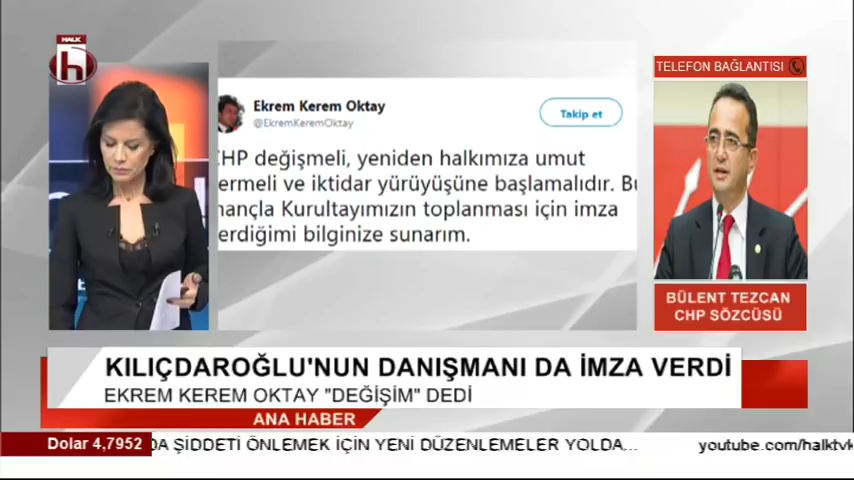 HALK
h
TELEFON BAĞLANTISI
Ekrem Kerem Oktay
@EkremKeremOktay
Takip et
CHP değişmeli, yeniden halkımıza umut
ermeli ve iktidar yürüyüşüne başlamalıdır. Bu
nançla Kurultayımızın toplanması için imza
erdiğimi bilginize sunarım.
BÜLENT TEZCAN
CHP SÖZCÜSÜ
KILIÇDAROĞLU'NUN DANIŞMANI DA İMZA VERDİ
EKREM KEREM OKTAY "DEĞİŞİM" DEDİ
ANA HABER
Dolar 4,7952
DA ŞİDDETİ ÖNLEMEK İÇİN YENİ DÜZENLEMELER YOLDA...
youtube.com/halktvk